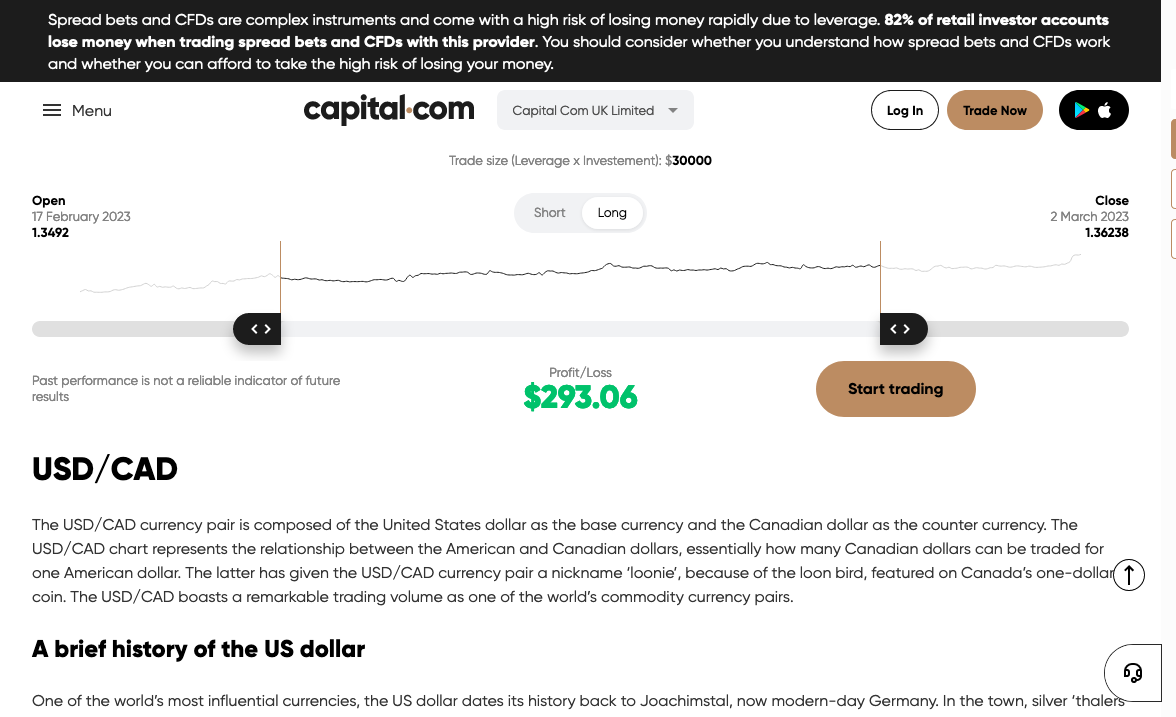 Spread bets and CFDs are complex instruments and come with a high risk of losing money rapidly due to leverage. 82% of retail investor accounts
lose money when trading spread bets and CFDs with this provider. You should consider whether you understand how spread bets and CFDs work
and whether you can afford to take the high risk of losing your money.
Menu
capital.com
Capital Com UK Limited
Log In
Trade Now
Trade size (Leverage x Investement): $30000
Open
17 February 2023
1.3492
Short
Long
Close
2 March 2023
1.36238
Past performance is not a reliable indicator of future
results
Profit/Loss
$293.06
Start trading
USD/CAD
The USD/CAD currency pair is composed of the United States dollar as the base currency and the Canadian dollar as the counter currency. The
USD/CAD chart represents the relationship between the American and Canadian dollars, essentially how many Canadian dollars can be traded for
one American dollar. The latter has given the USD/CAD currency pair a nickname ‘loonie’, because of the loon bird, featured on Canada’s one-dollar
coin. The USD/CAD boasts a remarkable trading volume as one of the world’s commodity currency pairs.
A brief history of the US dollar
One of the world’s most influential currencies, the US dollar dates its history back to Joachimstal, now modern-day Germany. In the town, silver ‘thalers